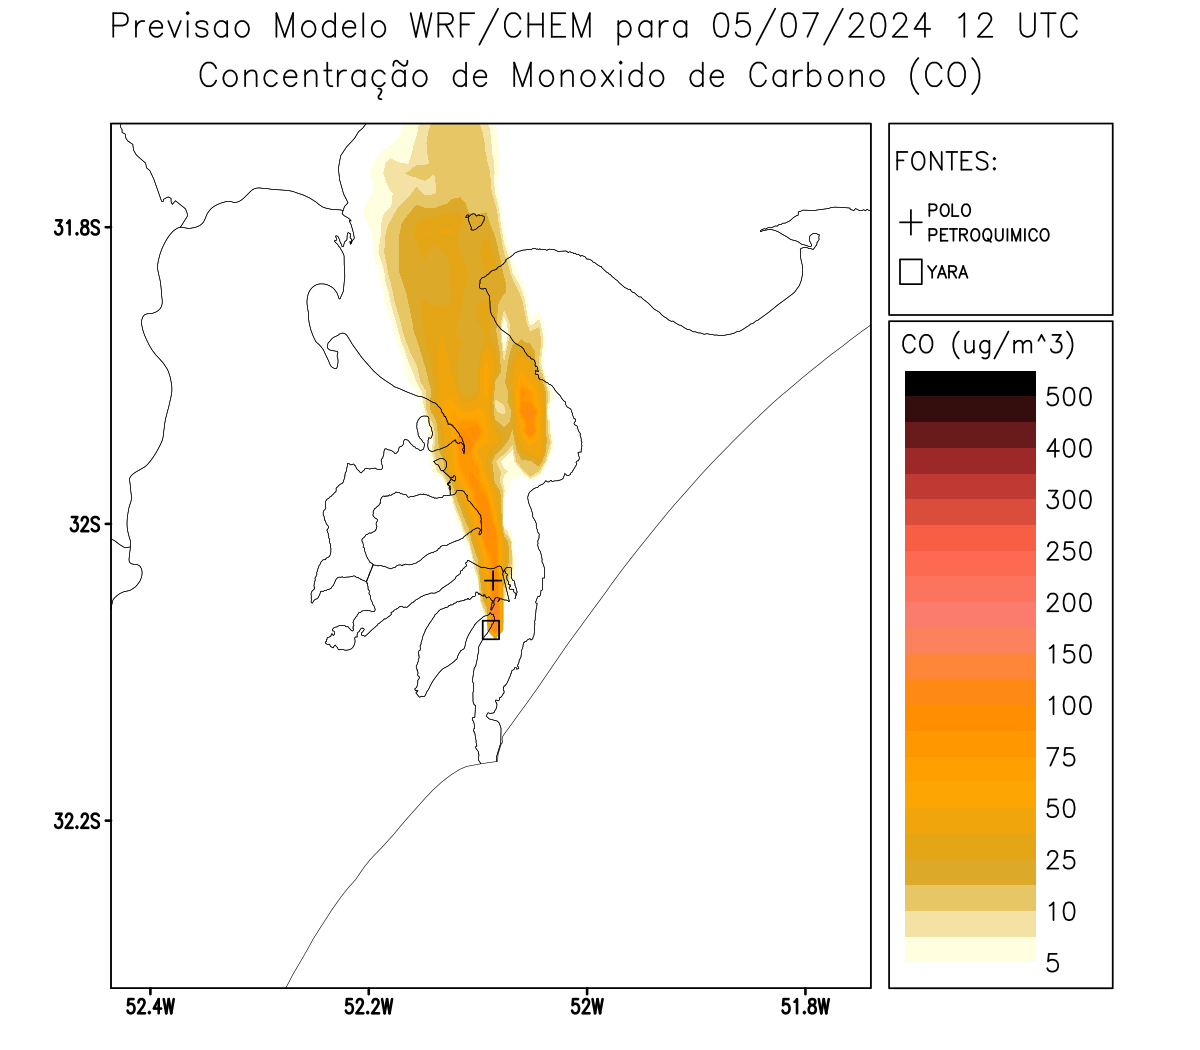 Previsao Modelo WRF/CHEM para 05/07/2024 12 UTC
Concentração de Monoxido de Carbono (CO)
FONTES:
POLO
PETROQUIMICO
YARA
CO (ug/m^3)
500
400
300
250
200
150
100
75
50
25
10
5
31.8S
32S
32.2S
52.4W
52.2W
52W
51.8W